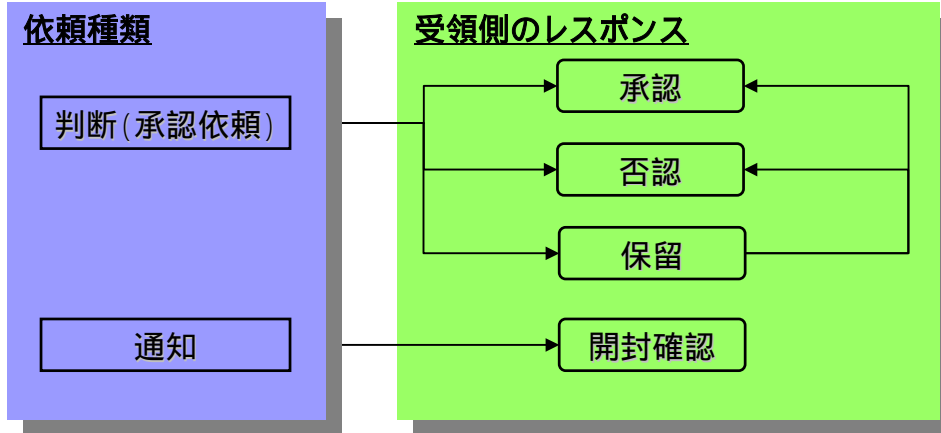 依頼種類
判断(承認依頼)
通知
受領側のレスポンス
承認
否認
保留
開封確認